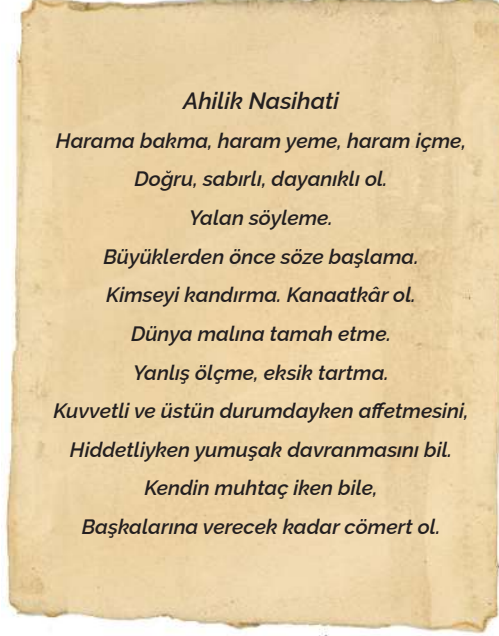 Ahilik Nasihati
Harama bakma, haram yeme, haram içme,
Doğru, sabırlı, dayanıklı ol.
Yalan söyleme.
Büyüklerden önce söze başlama.
Kimseyi kandırma. Kanaatkâr ol.
Dünya malına tamah etme.
Yanlış ölçme, eksik tartma.
Kuvvetli ve üstün durumdayken affetmesini,
Hiddetliyken yumuşak davranmasını bil.
Kendin muhtaç iken bile,
Başkalarına verecek kadar cömert ol.